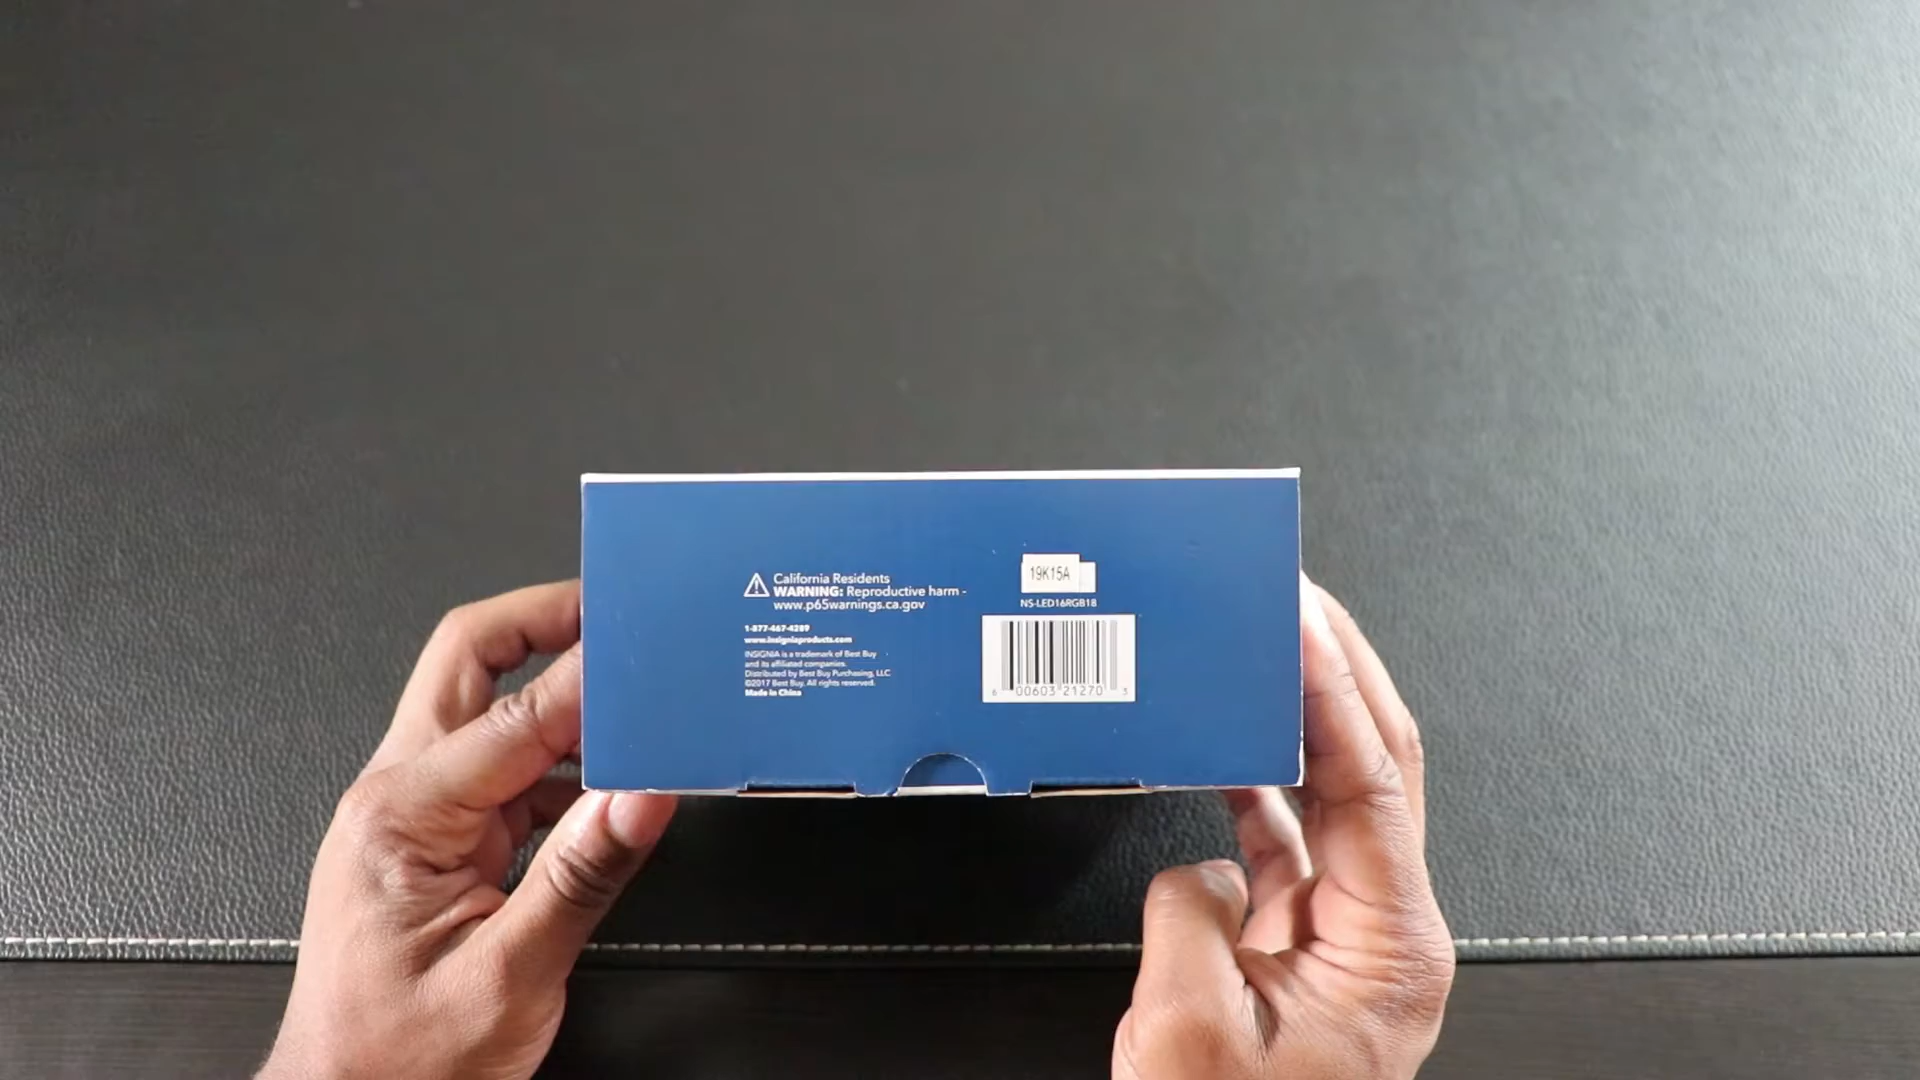 California Residents
WARNING: Reproductive harm -
www.p65warnings.ca.gov
1-877-467-4289
www.insigniaproducts.com
INSIGNIA is a trademark of Best Buy
and its affiliated companies.
Distributed by Best Buy Purchasing, LLC
©2017 Best Buy. All rights reserved.
Made in China
19K15A
NS-LED16RGB18
6 00603 21270 3